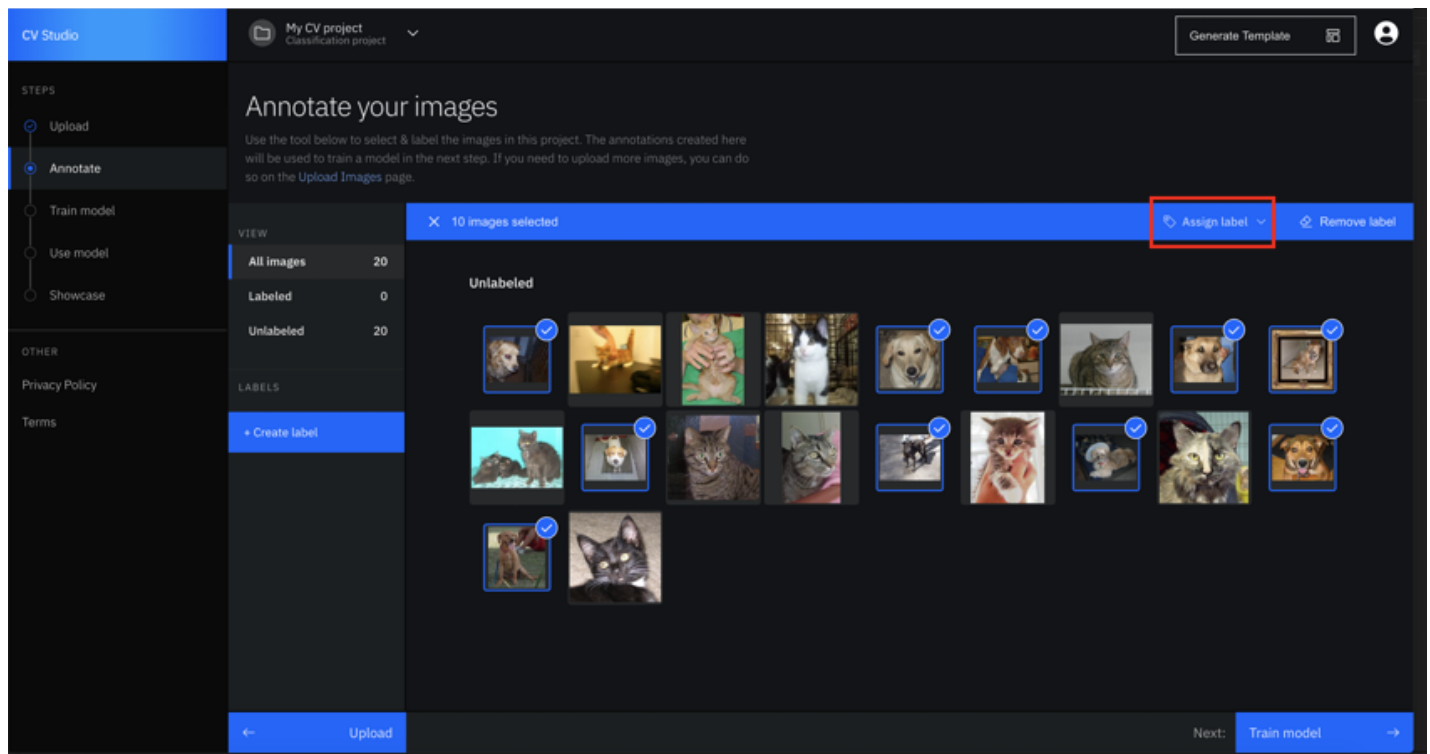 CV Studio
My CV project
Classification project
Generate Template
STEPS
Upload
Annotate
Train model
Use model
Showcase
OTHER
Privacy Policy
Terms
Annotate your images
Use the tool below to select & label the images in this project. The annotations created here
will be used to train a model in the next step. If you need to upload more images, you can do
so on the Upload Images page.
VIEW
All images 20
Labeled 0
Unlabeled 20
LABELS
+ Create label
10 images selected
Assign label
Remove label
Unlabeled
← Upload
Next: Train model →